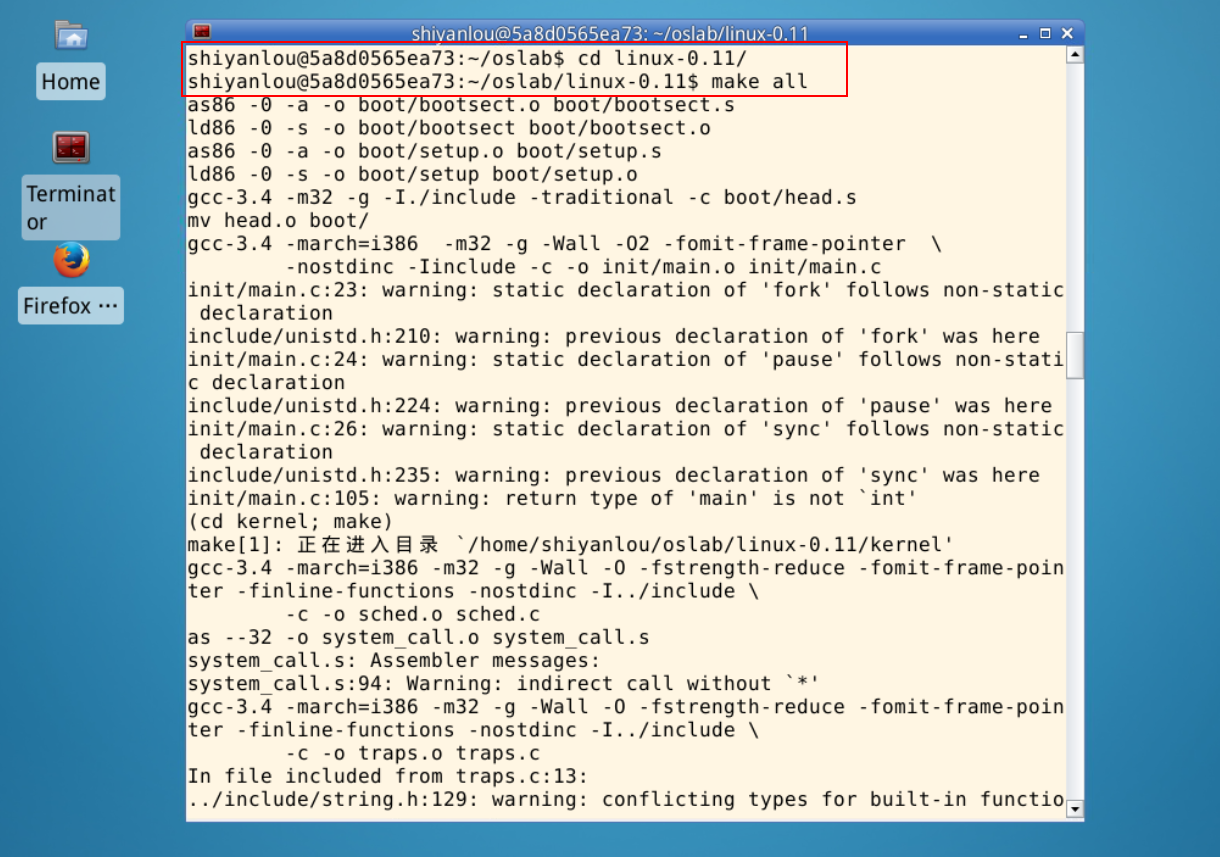 Home
Terminat
or
Firefox ···
shiyanlou@5a8d0565ea73: ~/oslab/linux-0.11
shiyanlou@5a8d0565ea73:~/oslab$ cd linux-0.11/
shiyanlou@5a8d0565ea73:~/oslab/linux-0.11$ make all
as86 -0 -a -o boot/bootsect.o boot/bootsect.s
ld86 -0 -s -o boot/bootsect boot/bootsect.o
as86 -0 -a -o boot/setup.o boot/setup.s
ld86 -0 -s -o boot/setup boot/setup.o
gcc-3.4 -m32 -g -I./include -traditional -c boot/head.s
mv head.o boot/
gcc-3.4 -march=i386  -m32 -g -Wall -O2 -fomit-frame-pointer  \
        -nostdinc -Iinclude -c -o init/main.o init/main.c
init/main.c:23: warning: static declaration of 'fork' follows non-static
 declaration
include/unistd.h:210: warning: previous declaration of 'fork' was here
init/main.c:24: warning: static declaration of 'pause' follows non-stati
c declaration
include/unistd.h:224: warning: previous declaration of 'pause' was here
init/main.c:26: warning: static declaration of 'sync' follows non-static
 declaration
include/unistd.h:235: warning: previous declaration of 'sync' was here
init/main.c:105: warning: return type of 'main' is not `int'
(cd kernel; make)
make[1]: 正在进入目录 `/home/shiyanlou/oslab/linux-0.11/kernel'
gcc-3.4 -march=i386 -m32 -g -Wall -O -fstrength-reduce -fomit-frame-poin
ter -finline-functions -nostdinc -I../include \
        -c -o sched.o sched.c
as --32 -o system_call.o system_call.s
system_call.s: Assembler messages:
system_call.s:94: Warning: indirect call without `*'
gcc-3.4 -march=i386 -m32 -g -Wall -O -fstrength-reduce -fomit-frame-poin
ter -finline-functions -nostdinc -I../include \
        -c -o traps.o traps.c
In file included from traps.c:13:
../include/string.h:129: warning: conflicting types for built-in functio